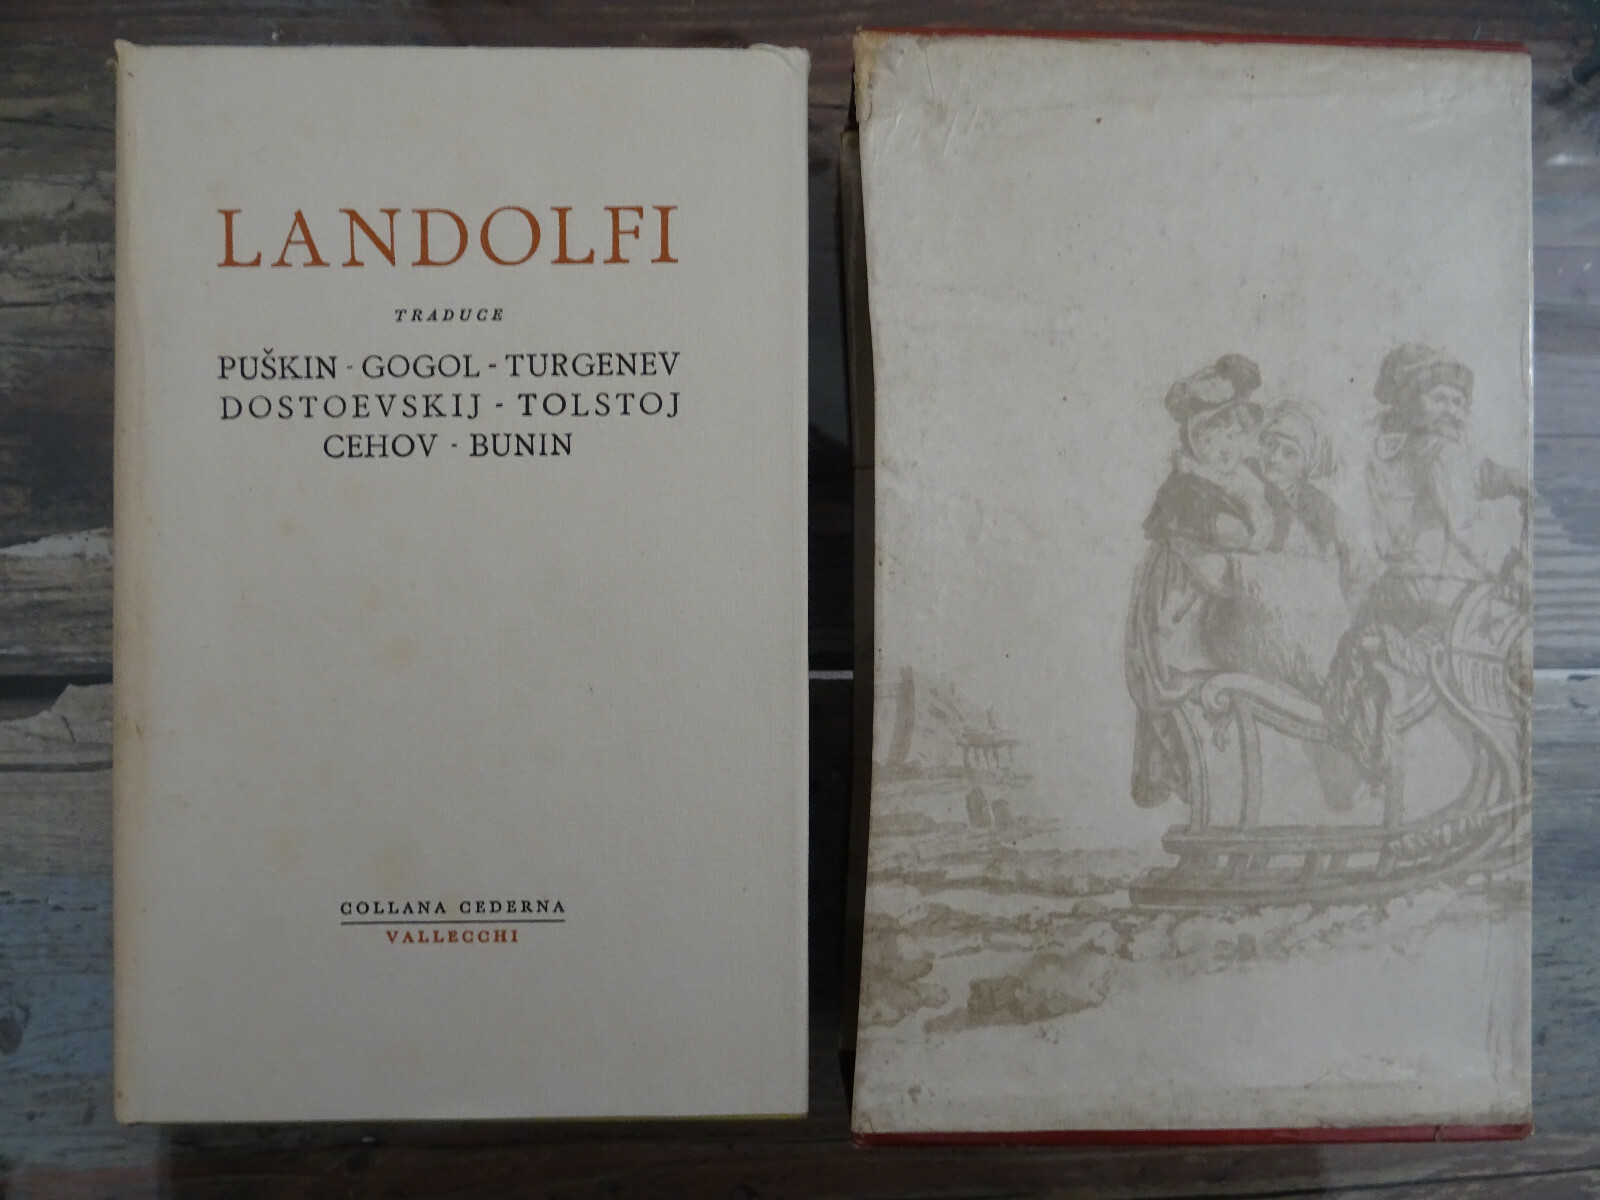 LANDOLFI
TRADUCE
PUŠKIN - GOGOL - TURGENEV
DOSTOEVSKIJ - TOLSTOJ
CEHOV - BUNIN
COLLANA CEDERNA
VALLECCHI